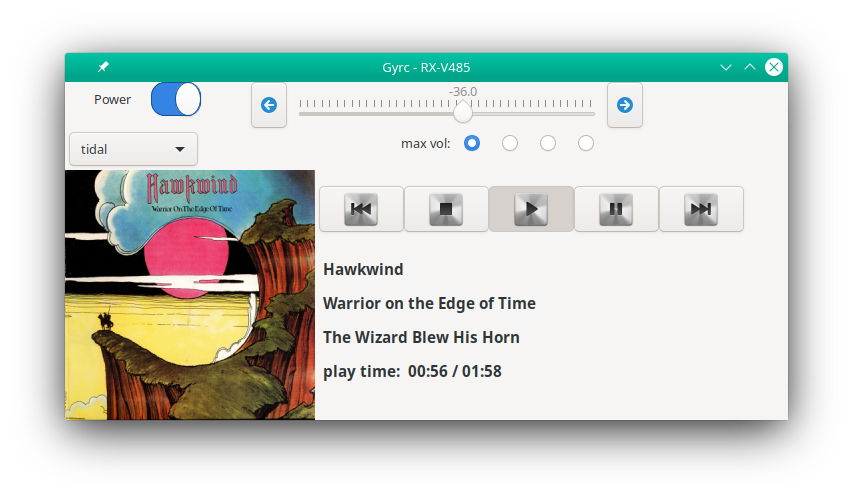 Gyrc - RX-V485
Power
-36.0
max vol:
tidal
Hawkwind
Warrior On The Edge Of Time
Hawkwind
Warrior on the Edge of Time
The Wizard Blew His Horn
play time: 00:56 / 01:58